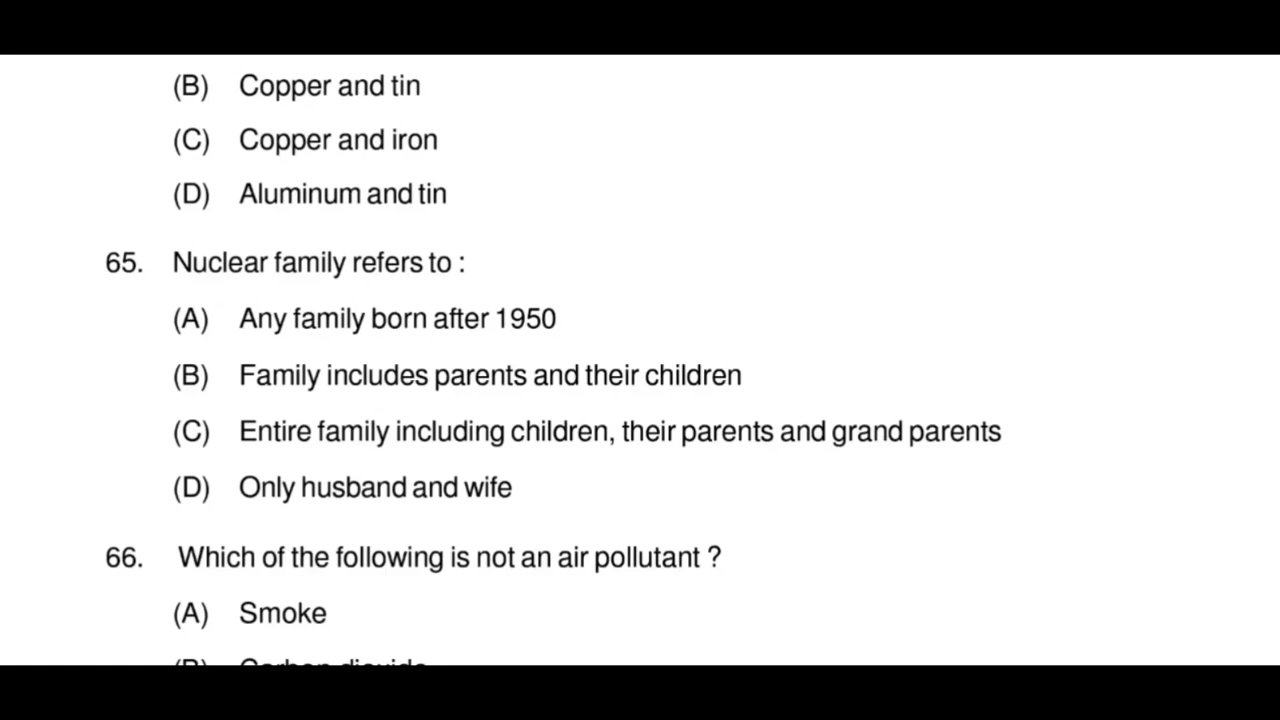 (B) Copper and tin
(C) Copper and iron
(D) Aluminum and tin
65. Nuclear family refers to :
(A) Any family born after 1950
(B) Family includes parents and their children
(C) Entire family including children, their parents and grand parents
(D) Only husband and wife
66. Which of the following is not an air pollutant ?
(A) Smoke
(B) Carbon dioxide